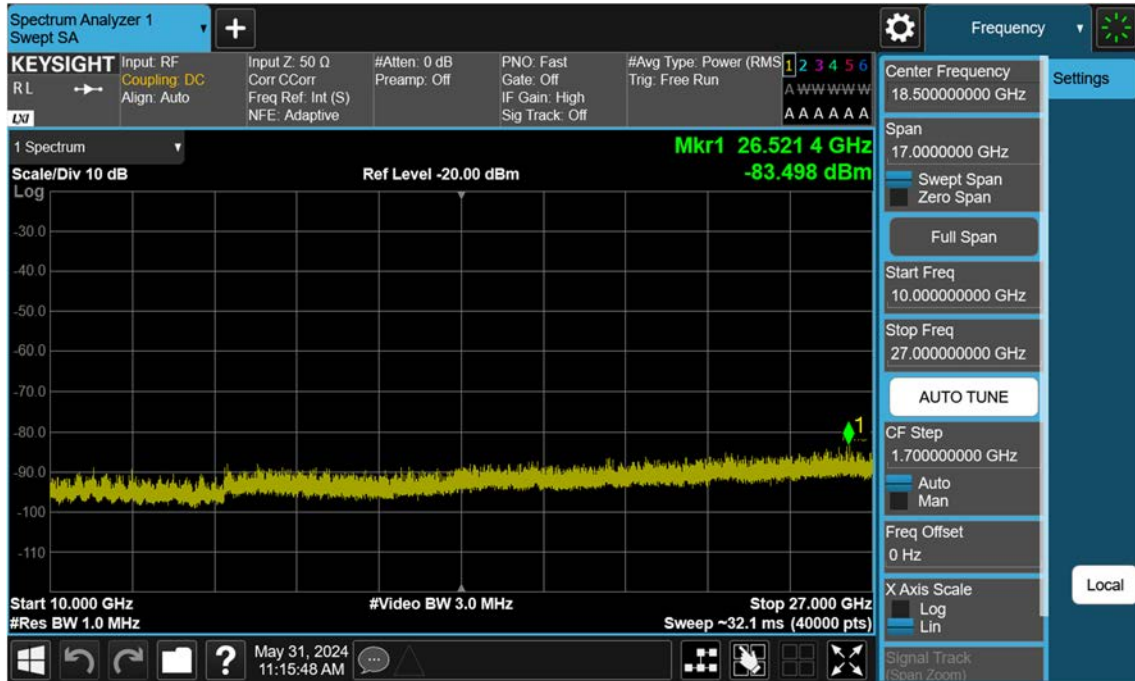 Spectrum Analyzer 1
Swept SA
+
Frequency
KEYSIGHT
R L
LXI
Input: RF
Coupling: DC
Align: Auto
Input Z: 50 Ω
Corr CCorr
Freq Ref: Int (S)
NFE: Adaptive
#Atten: 0 dB
Preamp: Off
PNO: Fast
Gate: Off
IF Gain: High
Sig Track: Off
#Avg Type: Power (RMS
Trig: Free Run
1 2 3 4 5 6
A W W W W W
A A A A A A
1 Spectrum
Scale/Div 10 dB
Log
Ref Level -20.00 dBm
Mkr1 26.521 4 GHz
-83.498 dBm
-30.0
-40.0
-50.0
-60.0
-70.0
-80.0
-90.0
-100
-110
1
Start 10.000 GHz
#Res BW 1.0 MHz
#Video BW 3.0 MHz
Stop 27.000 GHz
Sweep ~32.1 ms (40000 pts)
Center Frequency
18.500000000 GHz
Span
17.0000000 GHz
Swept Span
Zero Span
Full Span
Start Freq
10.000000000 GHz
Stop Freq
27.000000000 GHz
AUTO TUNE
CF Step
1.700000000 GHz
Auto
Man
Freq Offset
0 Hz
X Axis Scale
Log
Lin
Signal Track
(Span Zoom)
Settings
Local
?
May 31, 2024
11:15:48 AM